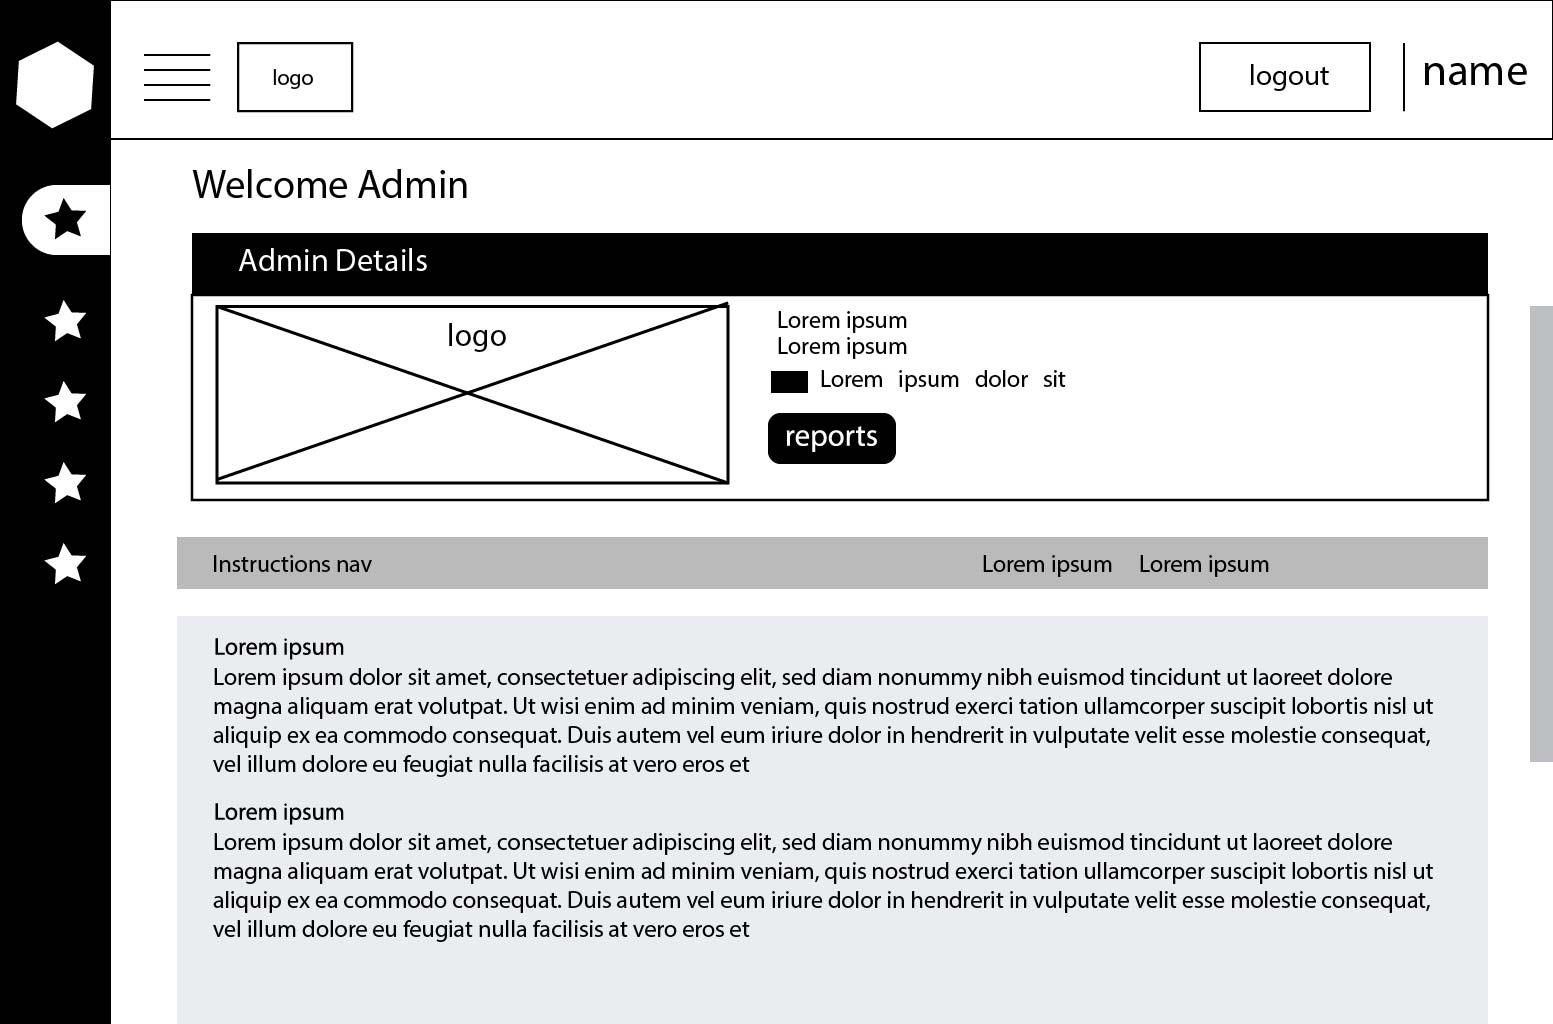 logo
logout
name
Welcome Admin
Admin Details
logo
Lorem ipsum
Lorem ipsum
Lorem ipsum dolor sit
reports
Instructions nav
Lorem ipsum
Lorem ipsum
Lorem ipsum
Lorem ipsum dolor sit amet, consectetuer adipiscing elit, sed diam nonummy nibh euismod tincidunt ut laoreet dolore
magna aliquam erat volutpat. Ut wisi enim ad minim veniam, quis nostrud exerci tation ullamcorper suscipit lobortis nisl ut
aliquip ex ea commodo consequat. Duis autem vel eum iriure dolor in hendrerit in vulputate velit esse molestie consequat,
vel illum dolore eu feugiat nulla facilisis at vero eros et
Lorem ipsum
Lorem ipsum dolor sit amet, consectetuer adipiscing elit, sed diam nonummy nibh euismod tincidunt ut laoreet dolore
magna aliquam erat volutpat. Ut wisi enim ad minim veniam, quis nostrud exerci tation ullamcorper suscipit lobortis nisl ut
aliquip ex ea commodo consequat. Duis autem vel eum iriure dolor in hendrerit in vulputate velit esse molestie consequat,
vel illum dolore eu feugiat nulla facilisis at vero eros et